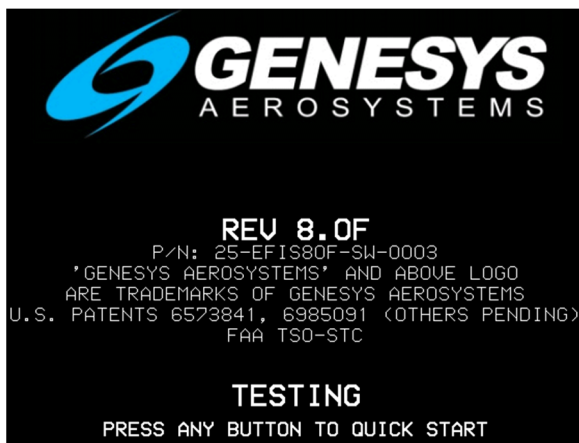 GENESYS
AEROSYSTEMS
REV 8.0F
P/N: 25-EFIS80F-SW-0003
'GENESYS AEROSYSTEMS' AND ABOVE LOGO
ARE TRADEMARKS OF GENESYS AEROSYSTEMS
U.S. PATENTS 6573841, 6985091 (OTHERS PENDING)
FAA TSO-STC
TESTING
PRESS ANY BUTTON TO QUICK START